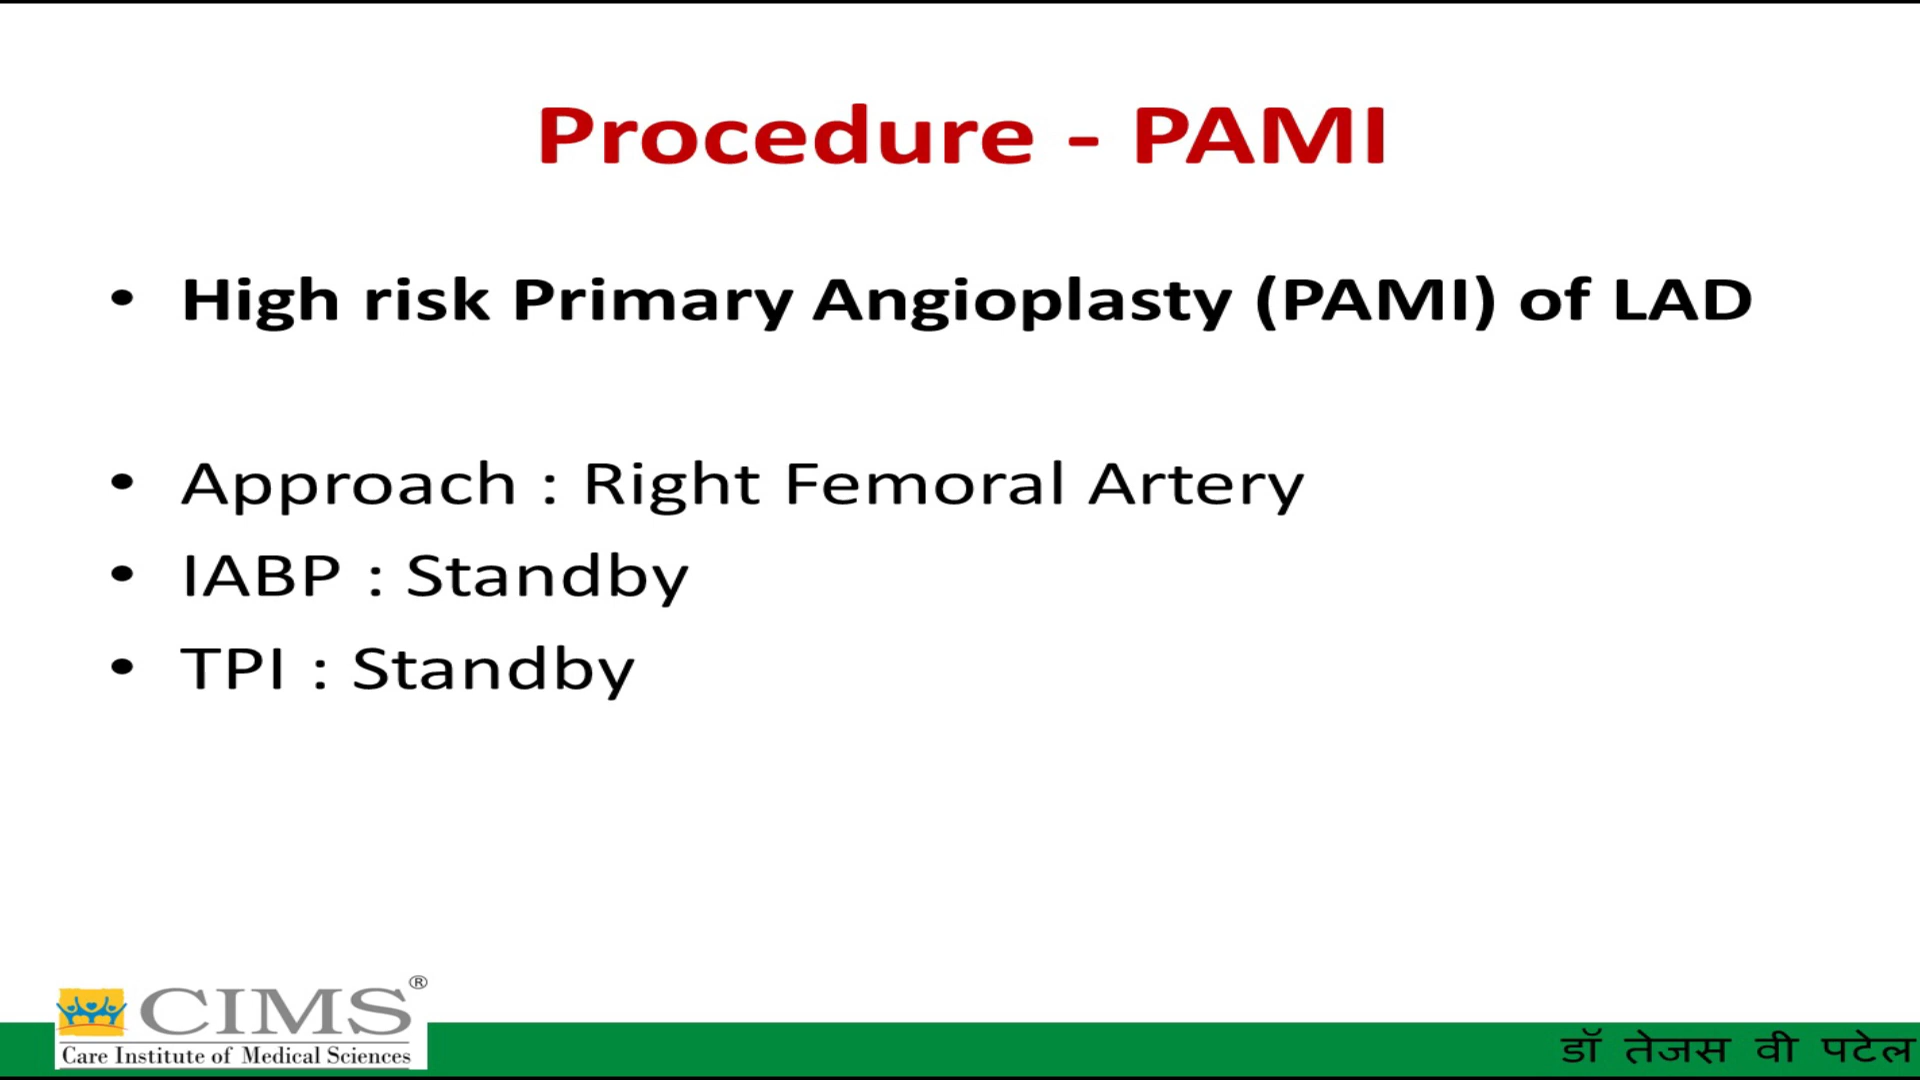 Procedure - PAMI
• High risk Primary Angioplasty (PAMI) of LAD
• Approach : Right Femoral Artery
• IABP : Standby
• TPI : Standby
CIMS®
Care Institute of Medical Sciences
डॉ तेजस वी पटेल